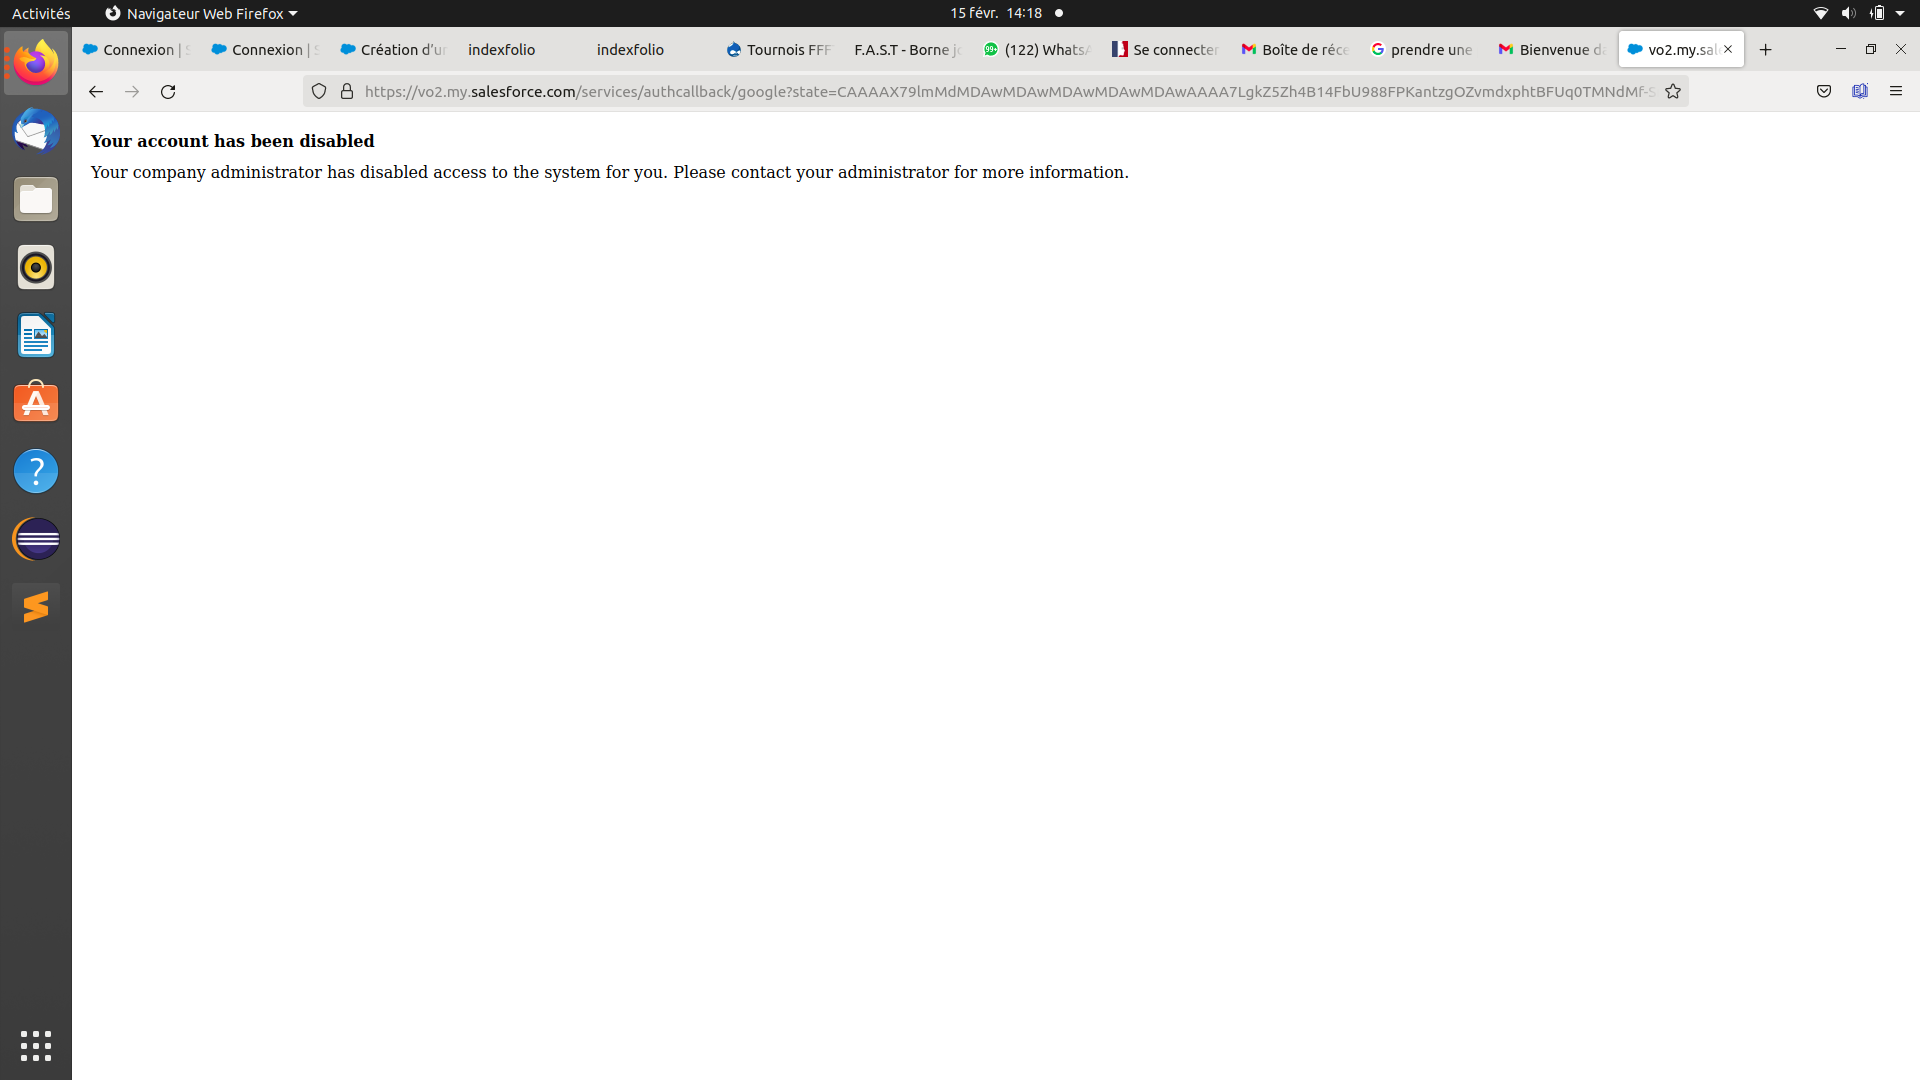 Activités
Navigateur Web Firefox
15 févr. 14:18
Connexion |
Connexion |
Création d'un
indexfolio
indexfolio
Tournois FFF
F.A.S.T - Borne
99+
(122) Whats
Se connecter
Boîte de réce
prendre une
Bienvenue da
vo2.my.sal
https://vo2.my.salesforce.com/services/authcallback/google?state=CAAAAX79lmMdMDAwMDAwMDAwMDAwMDAwAAAA7LgkZ5Zh4B14FbU988FPKantzgOZvmdxphtBFUq0TMNdMf-S
Your account has been disabled
Your company administrator has disabled access to the system for you. Please contact your administrator for more information.